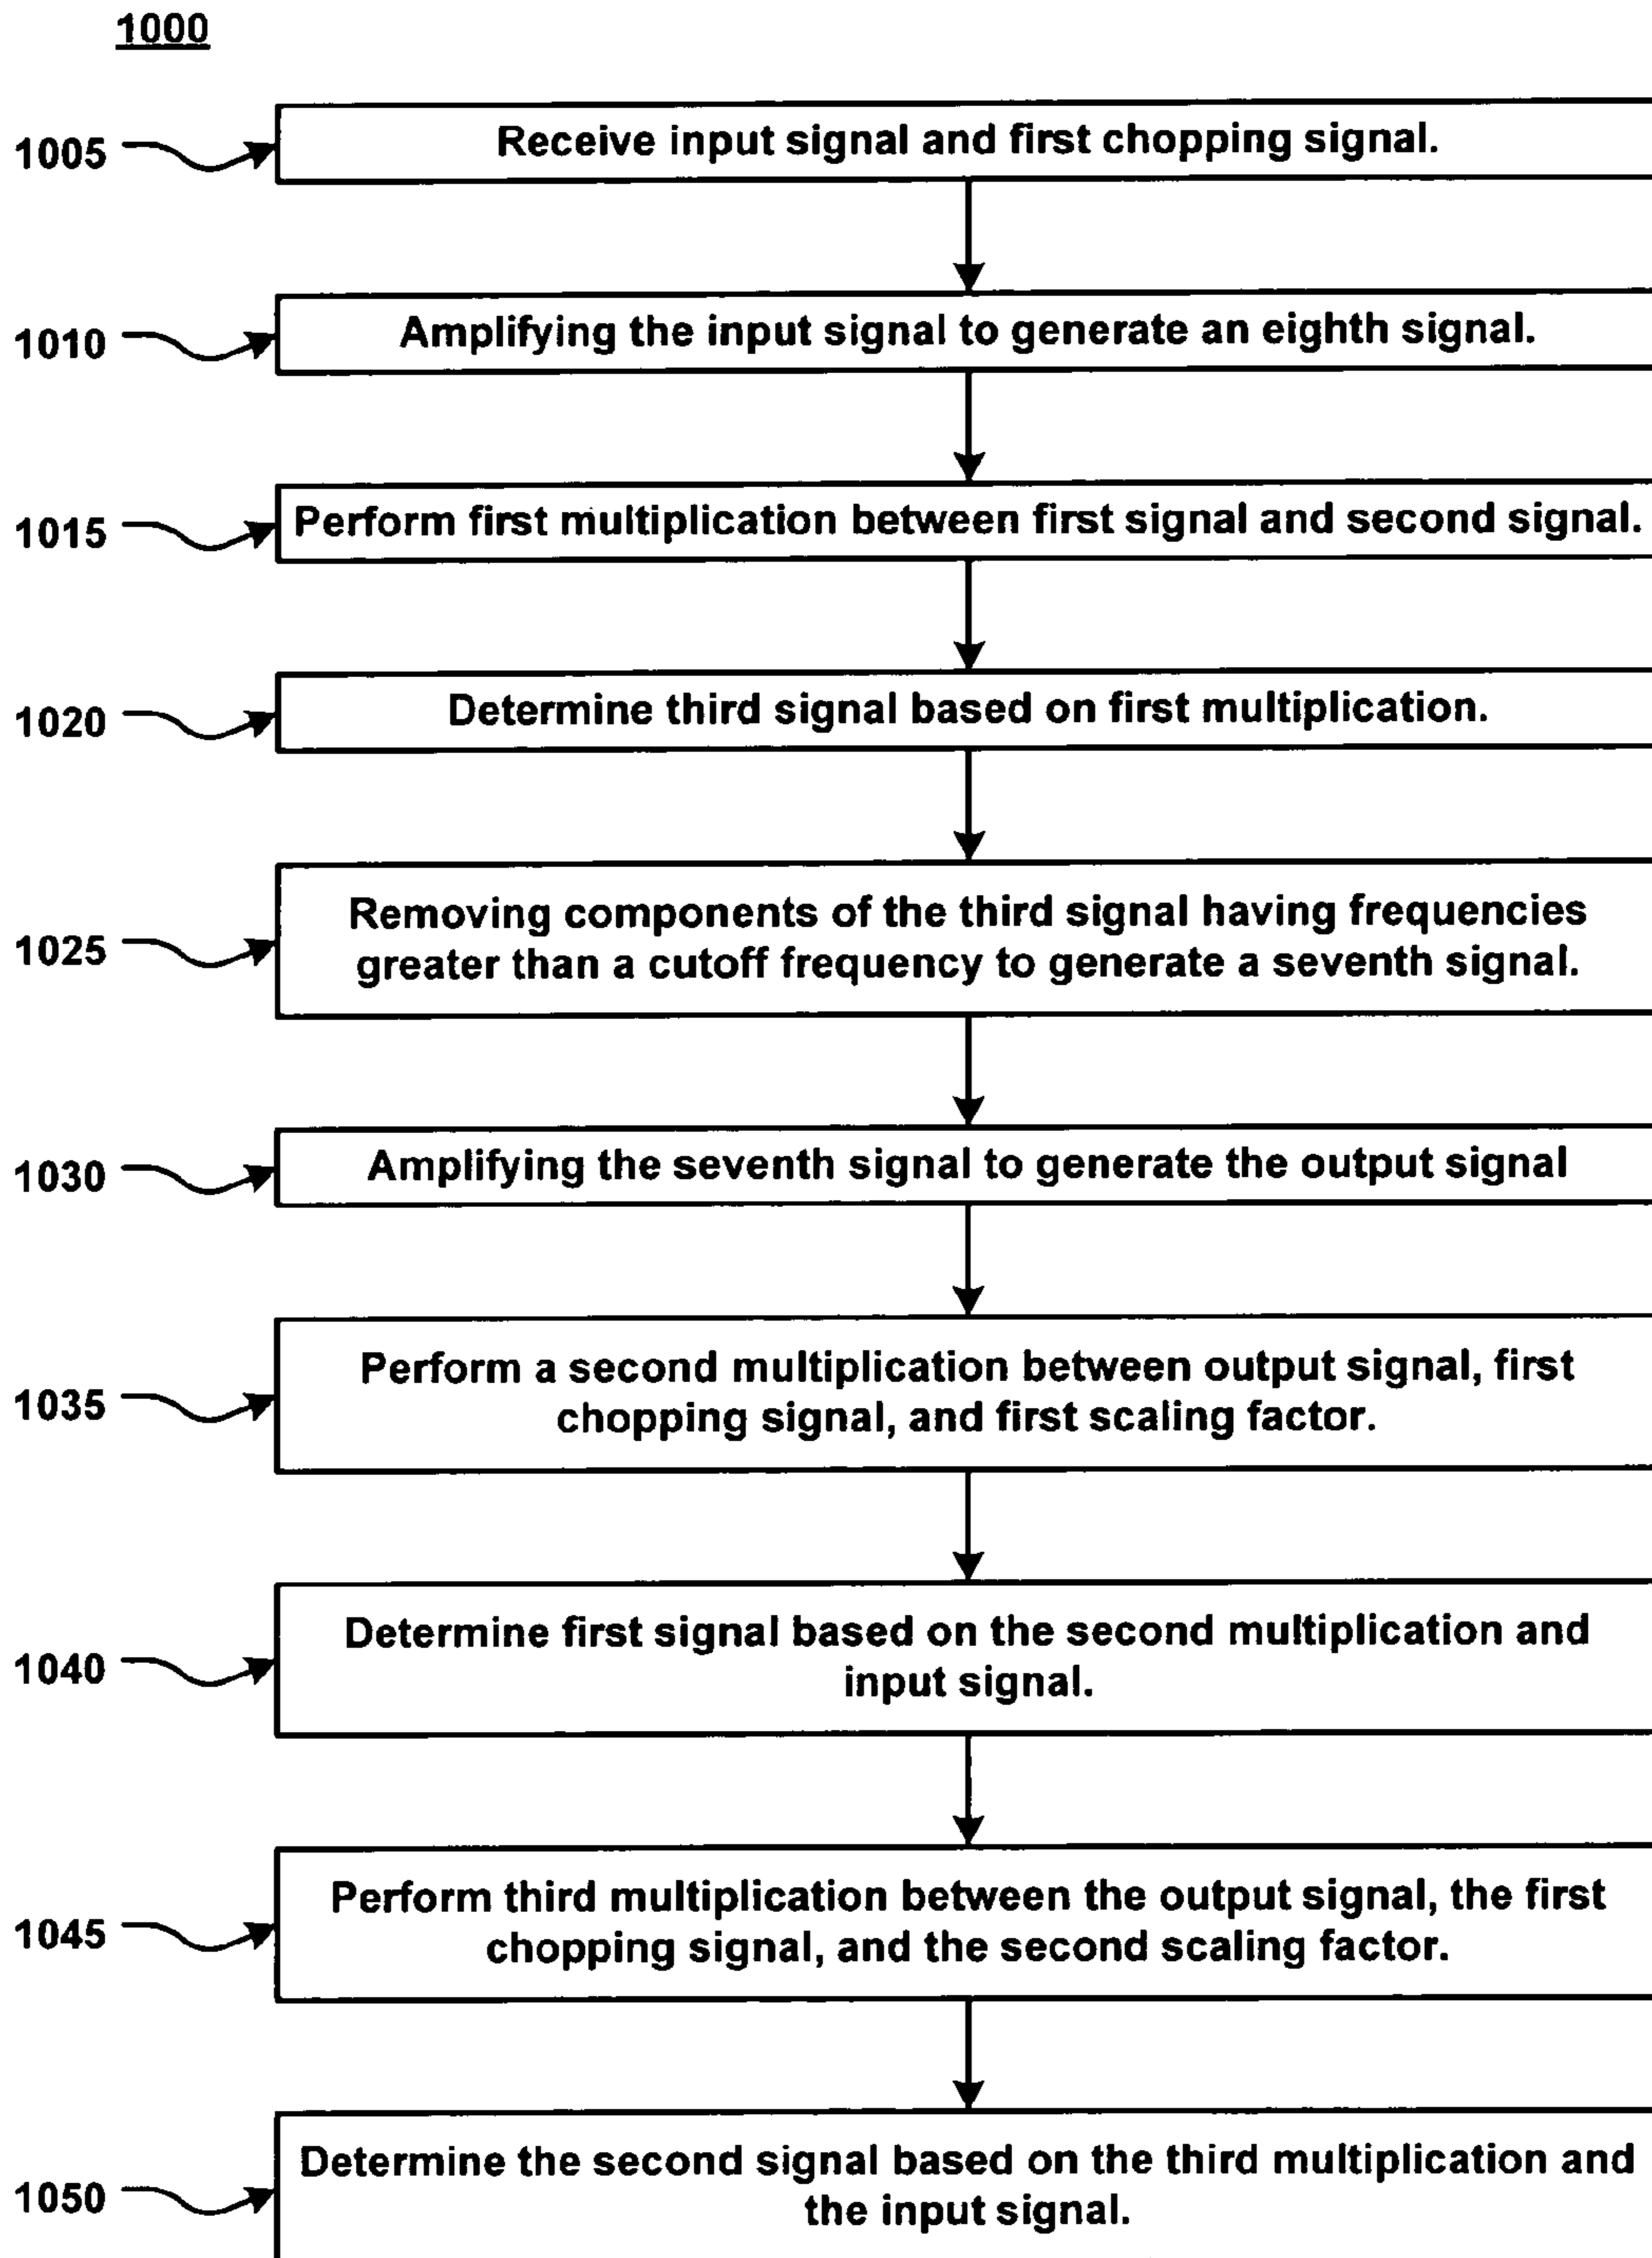 1000
1005
Receive input signal and first chopping signal.
1010
Amplifying the input signal to generate an eighth signal.
1015
Perform first multiplication between first signal and second signal.
1020
Determine third signal based on first multiplication.
1025
Removing components of the third signal having frequencies
greater than a cutoff frequency to generate a seventh signal.
1030
Amplifying the seventh signal to generate the output signal
1035
Perform a second multiplication between output signal, first
chopping signal, and first scaling factor.
1040
Determine first signal based on the second multiplication and
input signal.
1045
Perform third multiplication between the output signal, the first
chopping signal, and the second scaling factor.
1050
Determine the second signal based on the third multiplication and
the input signal.